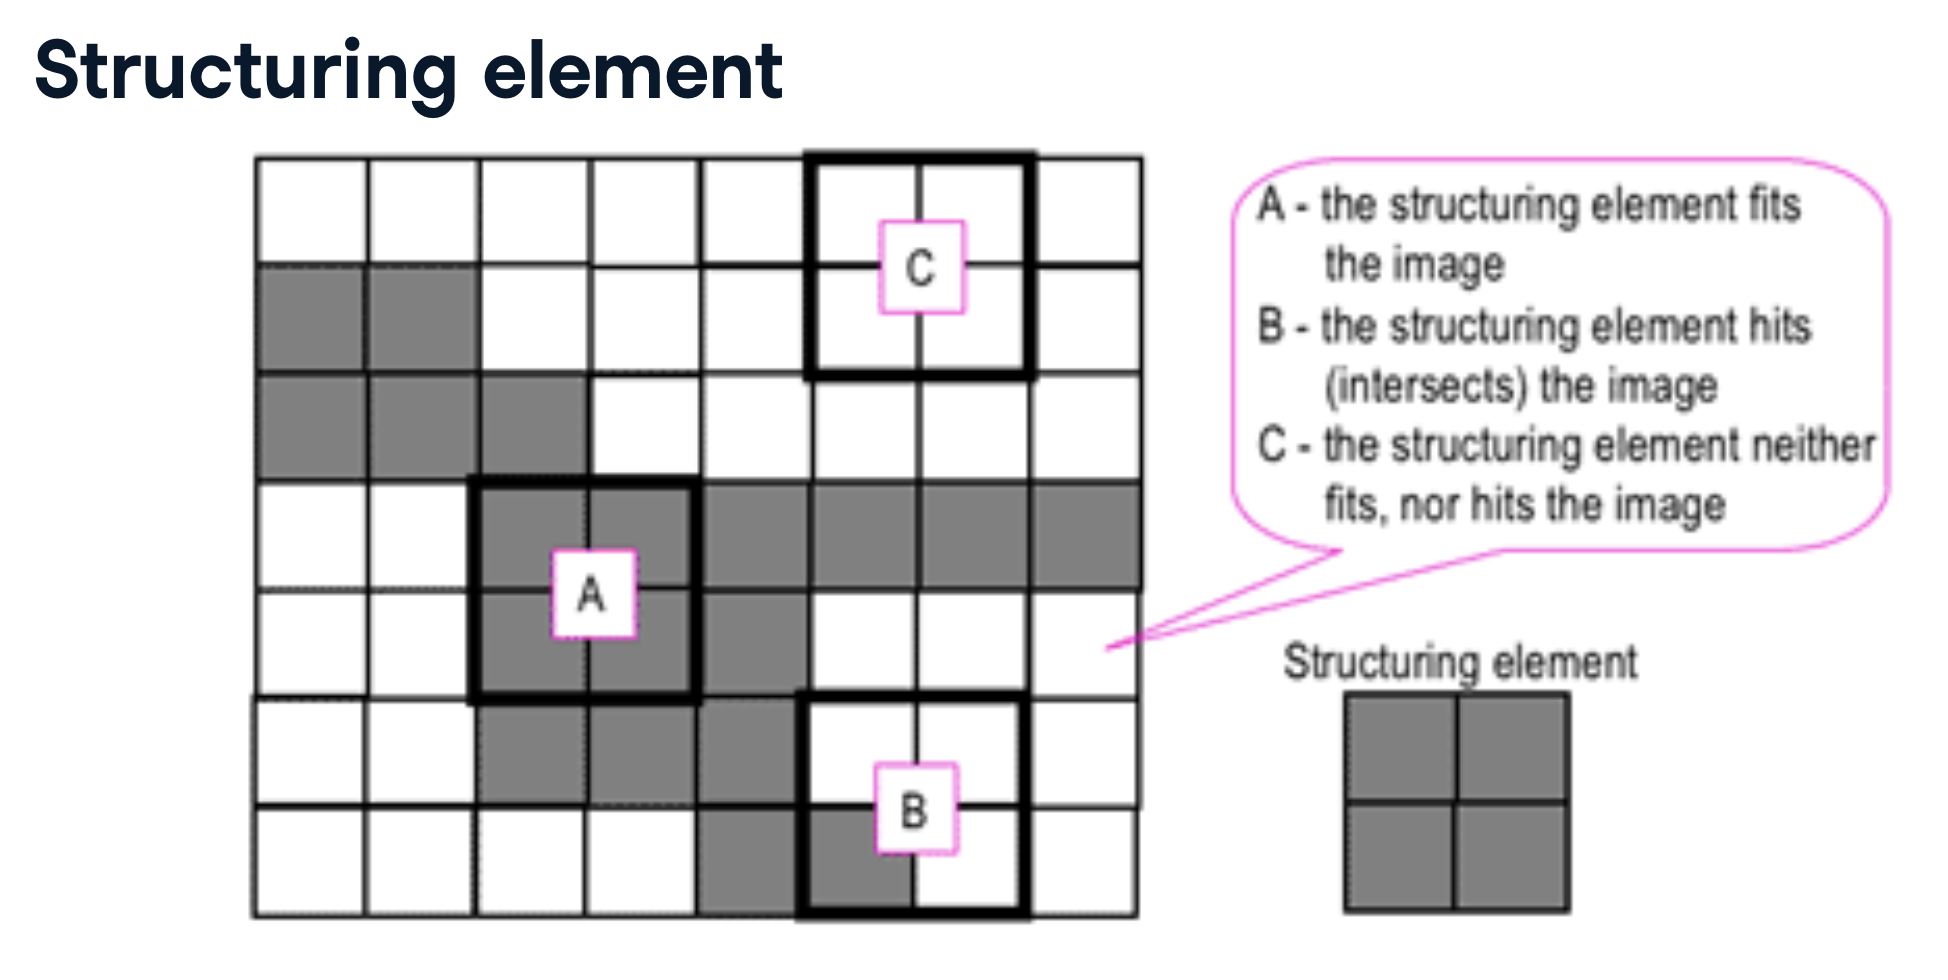 Structuring element
C
A - the structuring element fits
the image
B - the structuring element hits
(intersects) the image
C - the structuring element neither
fits, nor hits the image
A
Structuring element
B